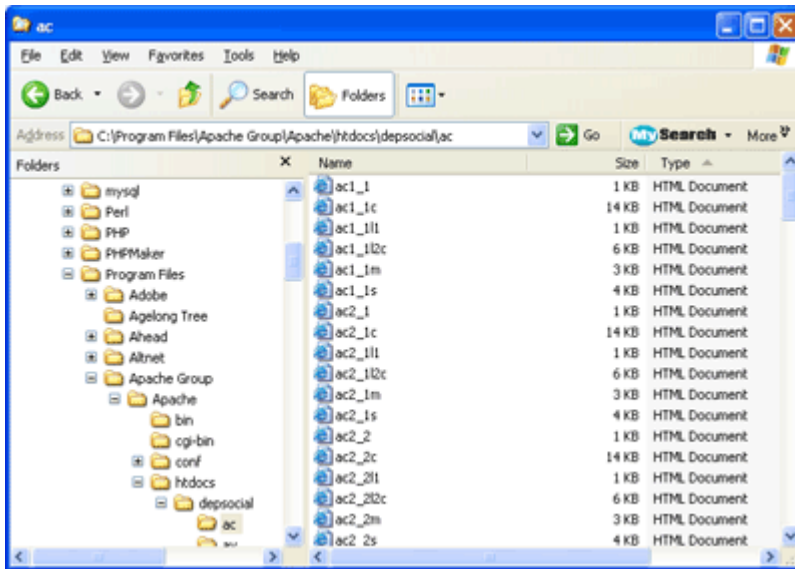 ac
File Edit View Favorites Tools Help
Back Search Folders
Address C:\Program Files\Apache Group\Apache\htdocs\depsocial\ac Go My Search More
Folders x Name Size Type
mysql
Perl
PHP
PHPMaker
Program Files
Adobe
Agelong Tree
Ahead
Altnet
Apache Group
Apache
bin
cgi-bin
conf
htdocs
depsocial
ac
ac1_1 1 KB HTML Document
ac1_1c 14 KB HTML Document
ac1_1l1 1 KB HTML Document
ac1_1l2c 6 KB HTML Document
ac1_1m 3 KB HTML Document
ac1_1s 4 KB HTML Document
ac2_1 1 KB HTML Document
ac2_1c 14 KB HTML Document
ac2_1l1 1 KB HTML Document
ac2_1l2c 6 KB HTML Document
ac2_1m 3 KB HTML Document
ac2_1s 4 KB HTML Document
ac2_2 1 KB HTML Document
ac2_2c 14 KB HTML Document
ac2_2l1 1 KB HTML Document
ac2_2l2c 6 KB HTML Document
ac2_2m 3 KB HTML Document
ac2_2s 4 KB HTML Document